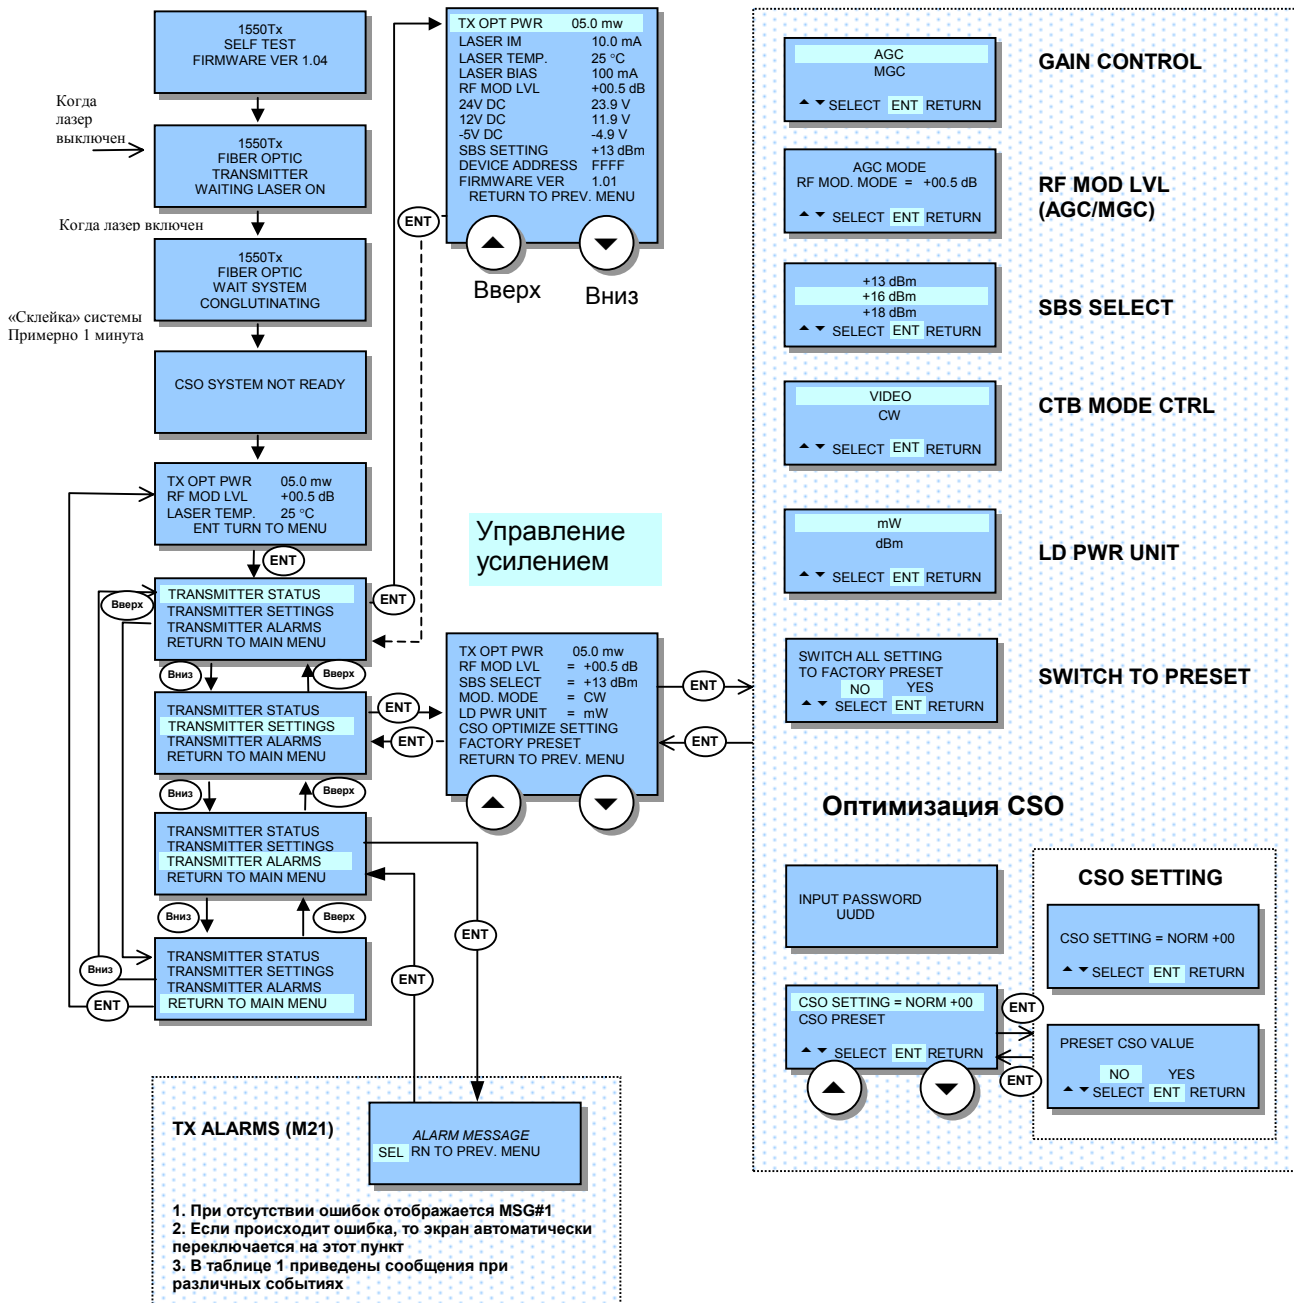 1550Tx
SELF TEST
FIRMWARE VER 1.04
Когда
лазер
выключен
1550Tx
FIBER OPTIC
TRANSMITTER
WAITING LASER ON
Когда лазер включен
1550Tx
FIBER OPTIC
WAIT SYSTEM
CONGLUTINATING
«Склейка» системы
Примерно 1 минута
CSO SYSTEM NOT READY
TX OPT PWR 05.0 mw
RF MOD LVL +00.5 dB
LASER TEMP. 25 °C
ENT TURN TO MENU
ENT
TRANSMITTER STATUS
TRANSMITTER SETTINGS
TRANSMITTER ALARMS
RETURN TO MAIN MENU
Вверх
ENT
Вниз
Вверх
TRANSMITTER STATUS
TRANSMITTER SETTINGS
TRANSMITTER ALARMS
RETURN TO MAIN MENU
ENT
ENT
Вниз
Вверх
TRANSMITTER STATUS
TRANSMITTER SETTINGS
TRANSMITTER ALARMS
RETURN TO MAIN MENU
Вниз
Вверх
TRANSMITTER STATUS
TRANSMITTER SETTINGS
TRANSMITTER ALARMS
RETURN TO MAIN MENU
Вниз
ENT
ENT
ENT
TX OPT PWR 05.0 mw
LASER IM 10.0 mA
LASER TEMP. 25 °C
LASER BIAS 100 mA
RF MOD LVL +00.5 dB
24V DC 23.9 V
12V DC 11.9 V
-5V DC -4.9 V
SBS SETTING +13 dBm
DEVICE ADDRESS FFFF
FIRMWARE VER 1.01
RETURN TO PREV. MENU
ENT
Вверх
Вниз
Управление
усилением
TX OPT PWR 05.0 mw
RF MOD LVL = +00.5 dB
SBS SELECT = +13 dBm
MOD. MODE = CW
LD PWR UNIT = mW
CSO OPTIMIZE SETTING
FACTORY PRESET
RETURN TO PREV. MENU
ENT
ENT
AGC
MGC
SELECT ENT RETURN
GAIN CONTROL
AGC MODE
RF MOD. MODE = +00.5 dB
SELECT ENT RETURN
RF MOD LVL
(AGC/MGC)
+13 dBm
+16 dBm
+18 dBm
SELECT ENT RETURN
SBS SELECT
VIDEO
CW
SELECT ENT RETURN
CTB MODE CTRL
mW
dBm
SELECT ENT RETURN
LD PWR UNIT
SWITCH ALL SETTING
TO FACTORY PRESET
NO YES
SELECT ENT RETURN
SWITCH TO PRESET
Оптимизация CSO
INPUT PASSWORD
UUDD
CSO SETTING = NORM +00
CSO PRESET
SELECT ENT RETURN
ENT
ENT
CSO SETTING
CSO SETTING = NORM +00
SELECT ENT RETURN
PRESET CSO VALUE
NO YES
SELECT ENT RETURN
TX ALARMS (M21)
ALARM MESSAGE
SEL RN TO PREV. MENU
1. При отсутствии ошибок отображается MSG#1
2. Если происходит ошибка, то экран автоматически
переключается на этот пункт
3. В таблице 1 приведены сообщения при
различных событиях